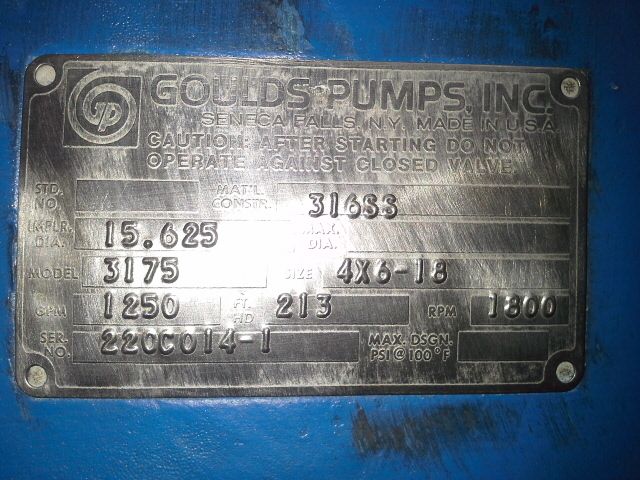 gp GOULDS PUMPS, INC.
SENECA FALLS, N.Y. MADE IN U.S.A.
CAUTION: AFTER STARTING DO NOT
OPERATE AGAINST CLOSED VALVE.
STD. NO. MAT'L. CONSTR. 316SS
IMPLR. DIA. 15.625 MAX. DIA.
MODEL 3175 SIZE 4X6-18
GPM 1250 FT. HD 213 RPM 1800
SER. NO. 220C014-1 MAX. DSGN. PSI @ 100°F